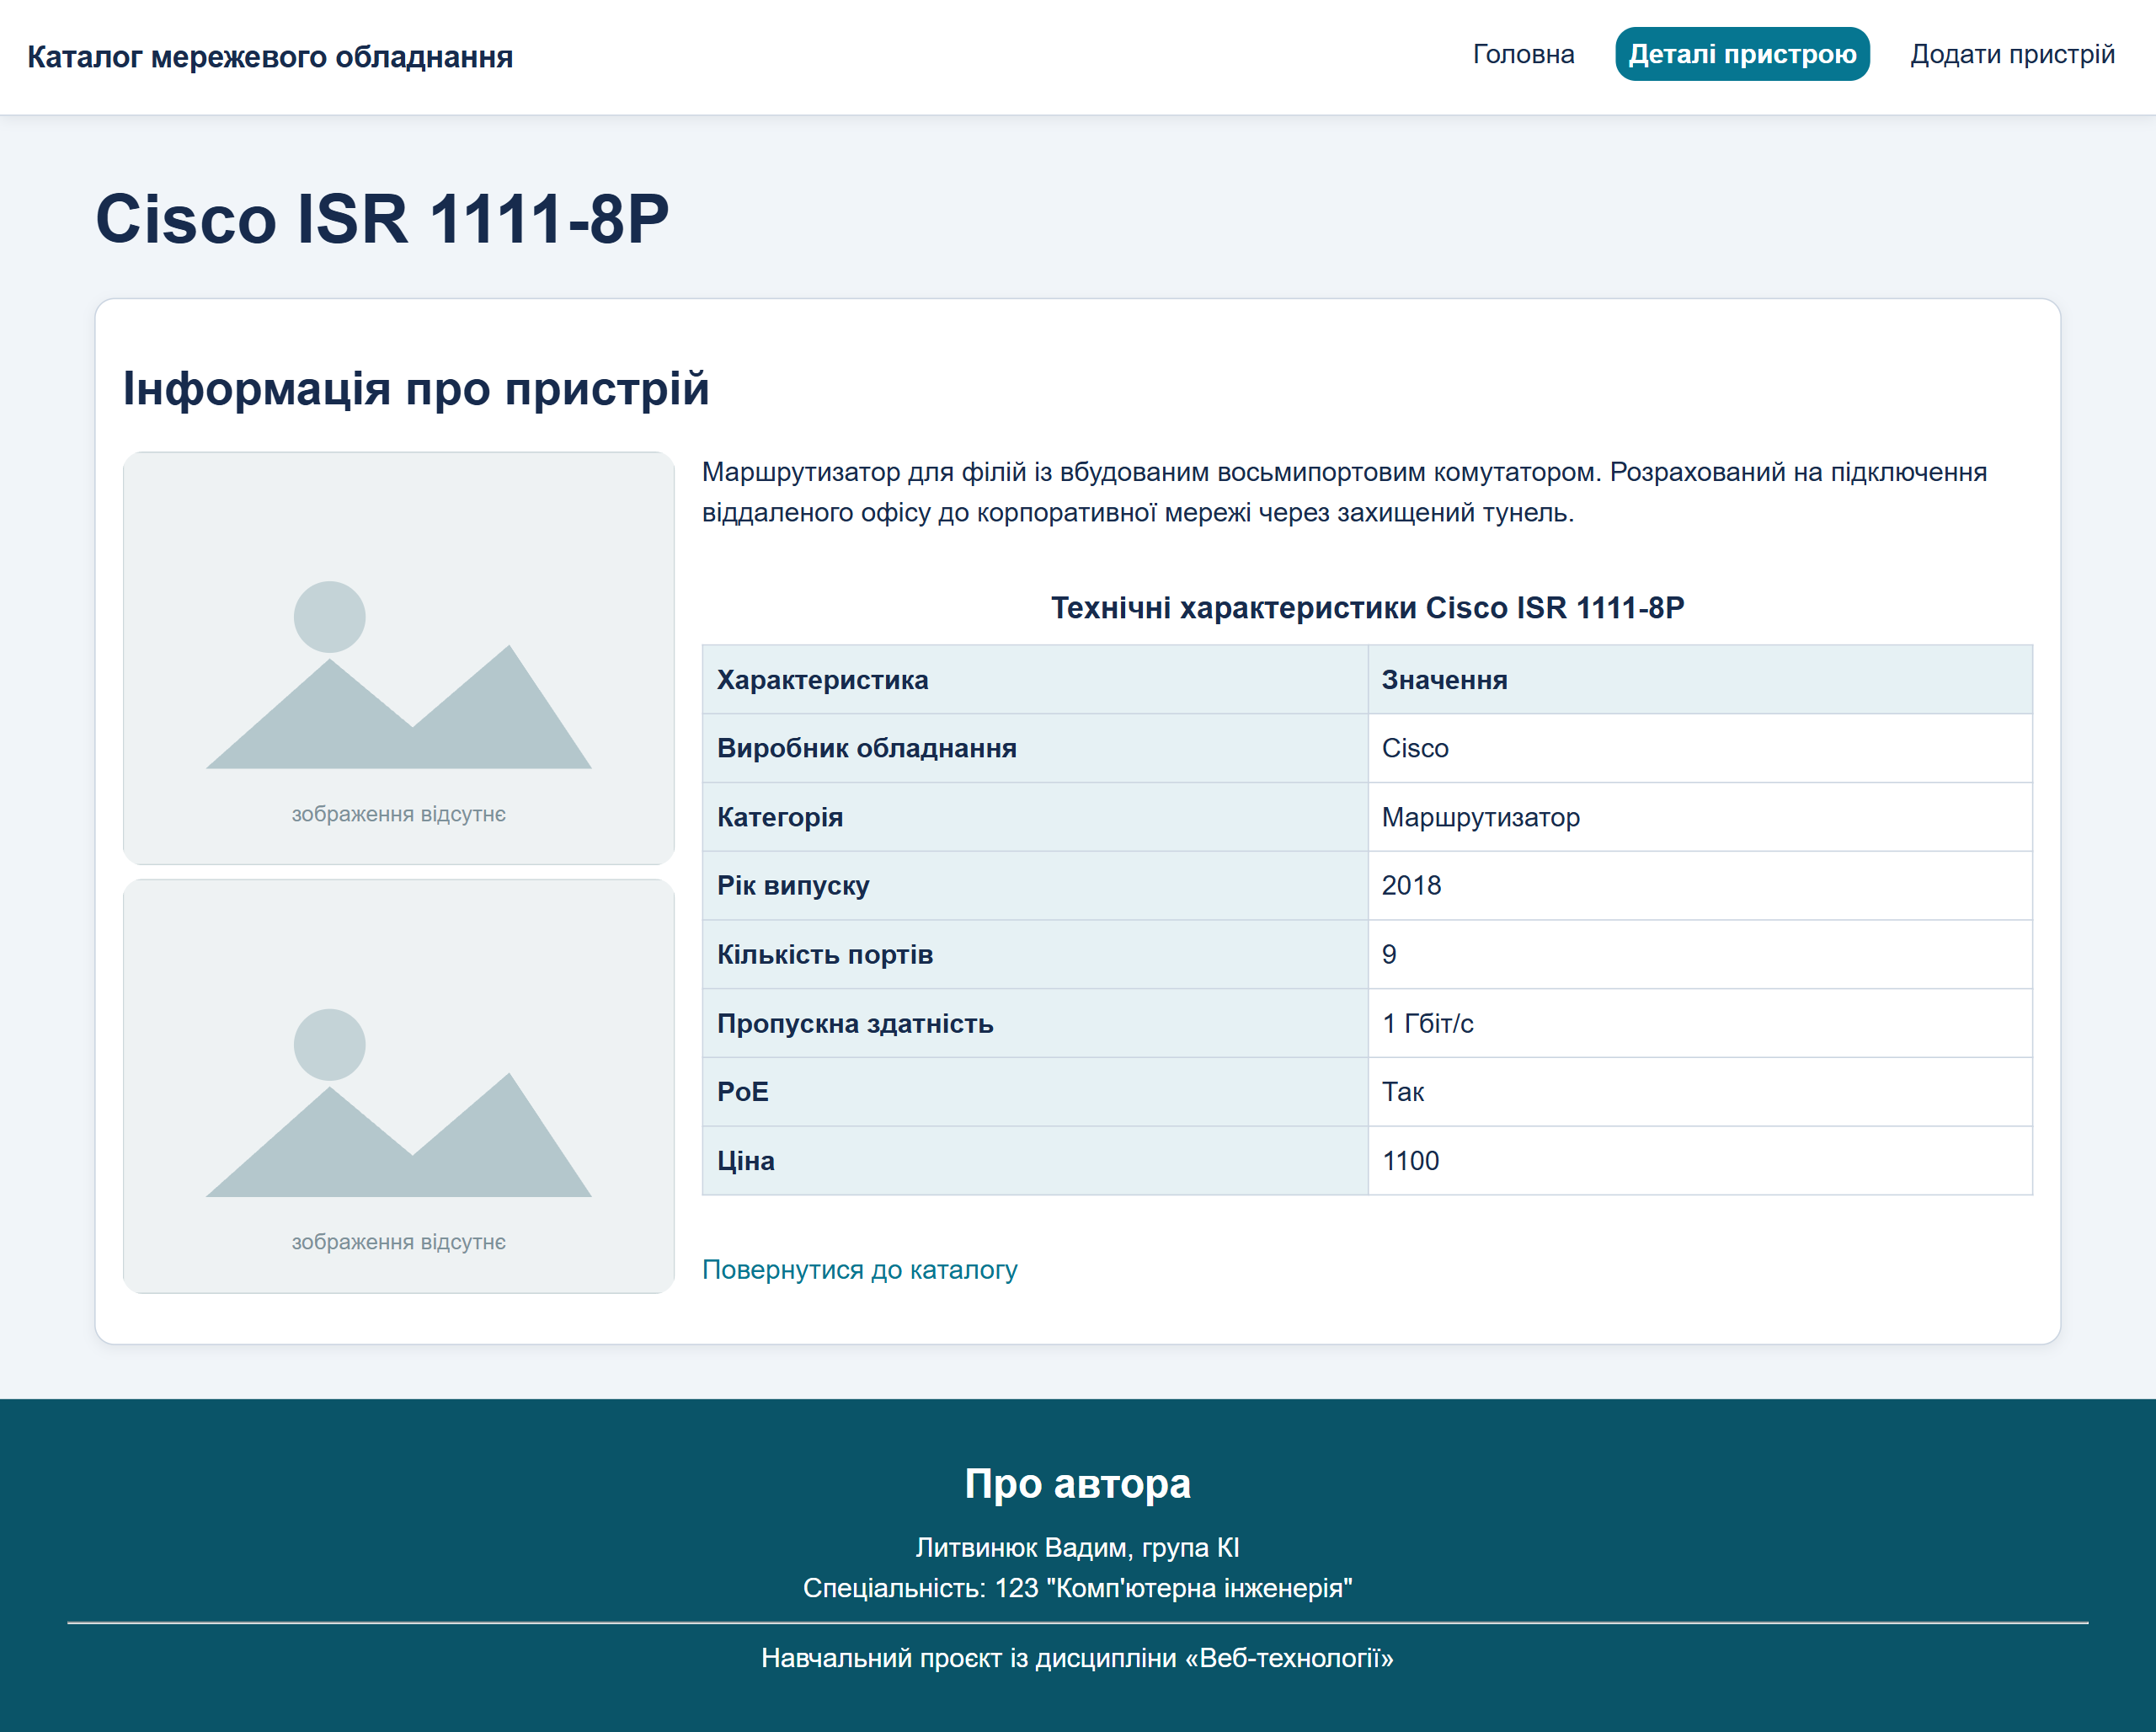 Каталог мережевого обладнання
Головна
Деталі пристрою
Додати пристрій
Cisco ISR 1111-8P
Інформація про пристрій
зображення відсутнє
зображення відсутнє
Маршрутизатор для філій із вбудованим восьмипортовим комутатором. Розрахований на підключення
віддаленого офісу до корпоративної мережі через захищений тунель.
Технічні характеристики Cisco ISR 1111-8P
Характеристика Значення
Виробник обладнання Cisco
Категорія Маршрутизатор
Рік випуску 2018
Кількість портів 9
Пропускна здатність 1 Гбіт/с
PoE Так
Ціна 1100
Повернутися до каталогу
Про автора
Литвинюк Вадим, група КІ
Спеціальність: 123 "Комп'ютерна інженерія"
Навчальний проєкт із дисципліни «Веб-технології»